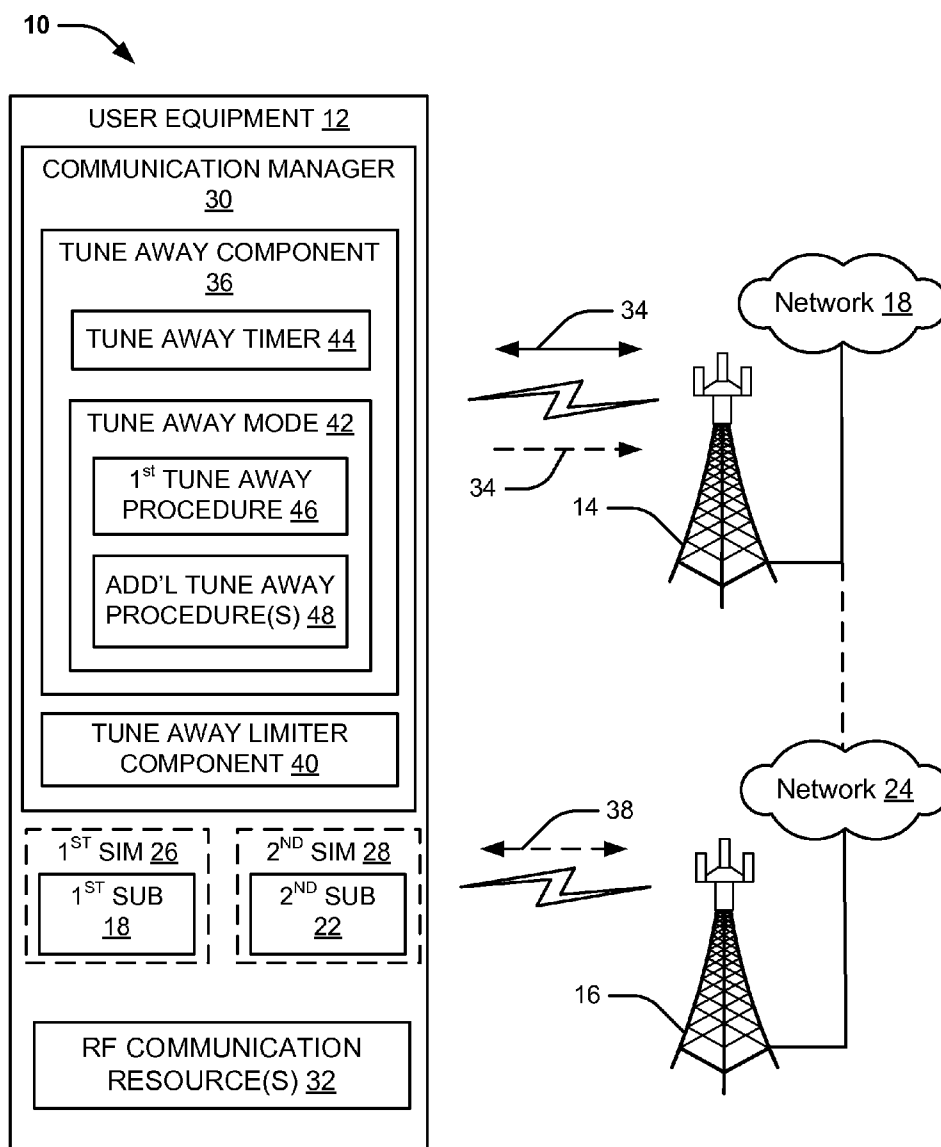 10
USER EQUIPMENT 12
COMMUNICATION MANAGER
30
TUNE AWAY COMPONENT
36
TUNE AWAY TIMER 44
TUNE AWAY MODE 42
1st TUNE AWAY
PROCEDURE 46
ADD'L TUNE AWAY
PROCEDURE(S) 48
TUNE AWAY LIMITER
COMPONENT 40
1ST SIM 26
1ST SUB
18
2ND SIM 28
2ND SUB
22
RF COMMUNICATION
RESOURCE(S) 32
34
34
Network 18
14
38
Network 24
16